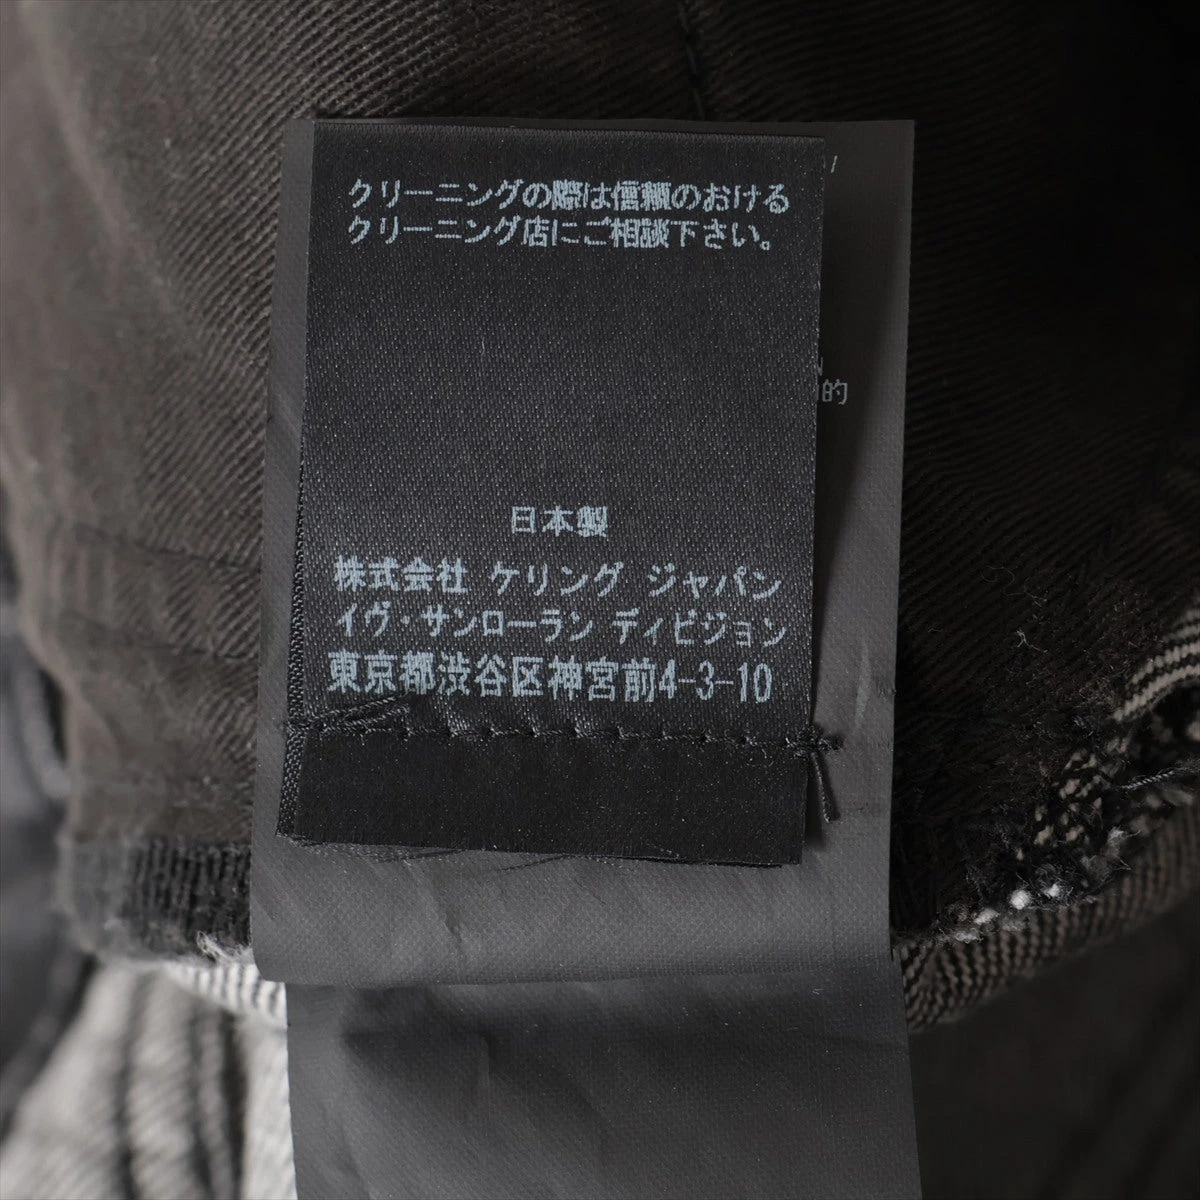 クリーニングの際は信頼のおける
クリーニング店にご相談下さい。
的
日本製
株式会社 ケリング ジャパン
イヴ・サンローラン ディビジョン
東京都渋谷区神宮前4-3-10